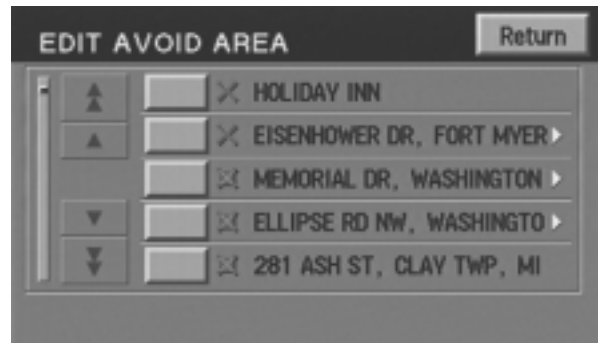 EDIT AVOID AREA
Return
HOLIDAY INN
EISENHOWER DR, FORT MYER
MEMORIAL DR, WASHINGTON
ELLIPSE RD NW, WASHINGTO
281 ASH ST, CLAY TWP, MI